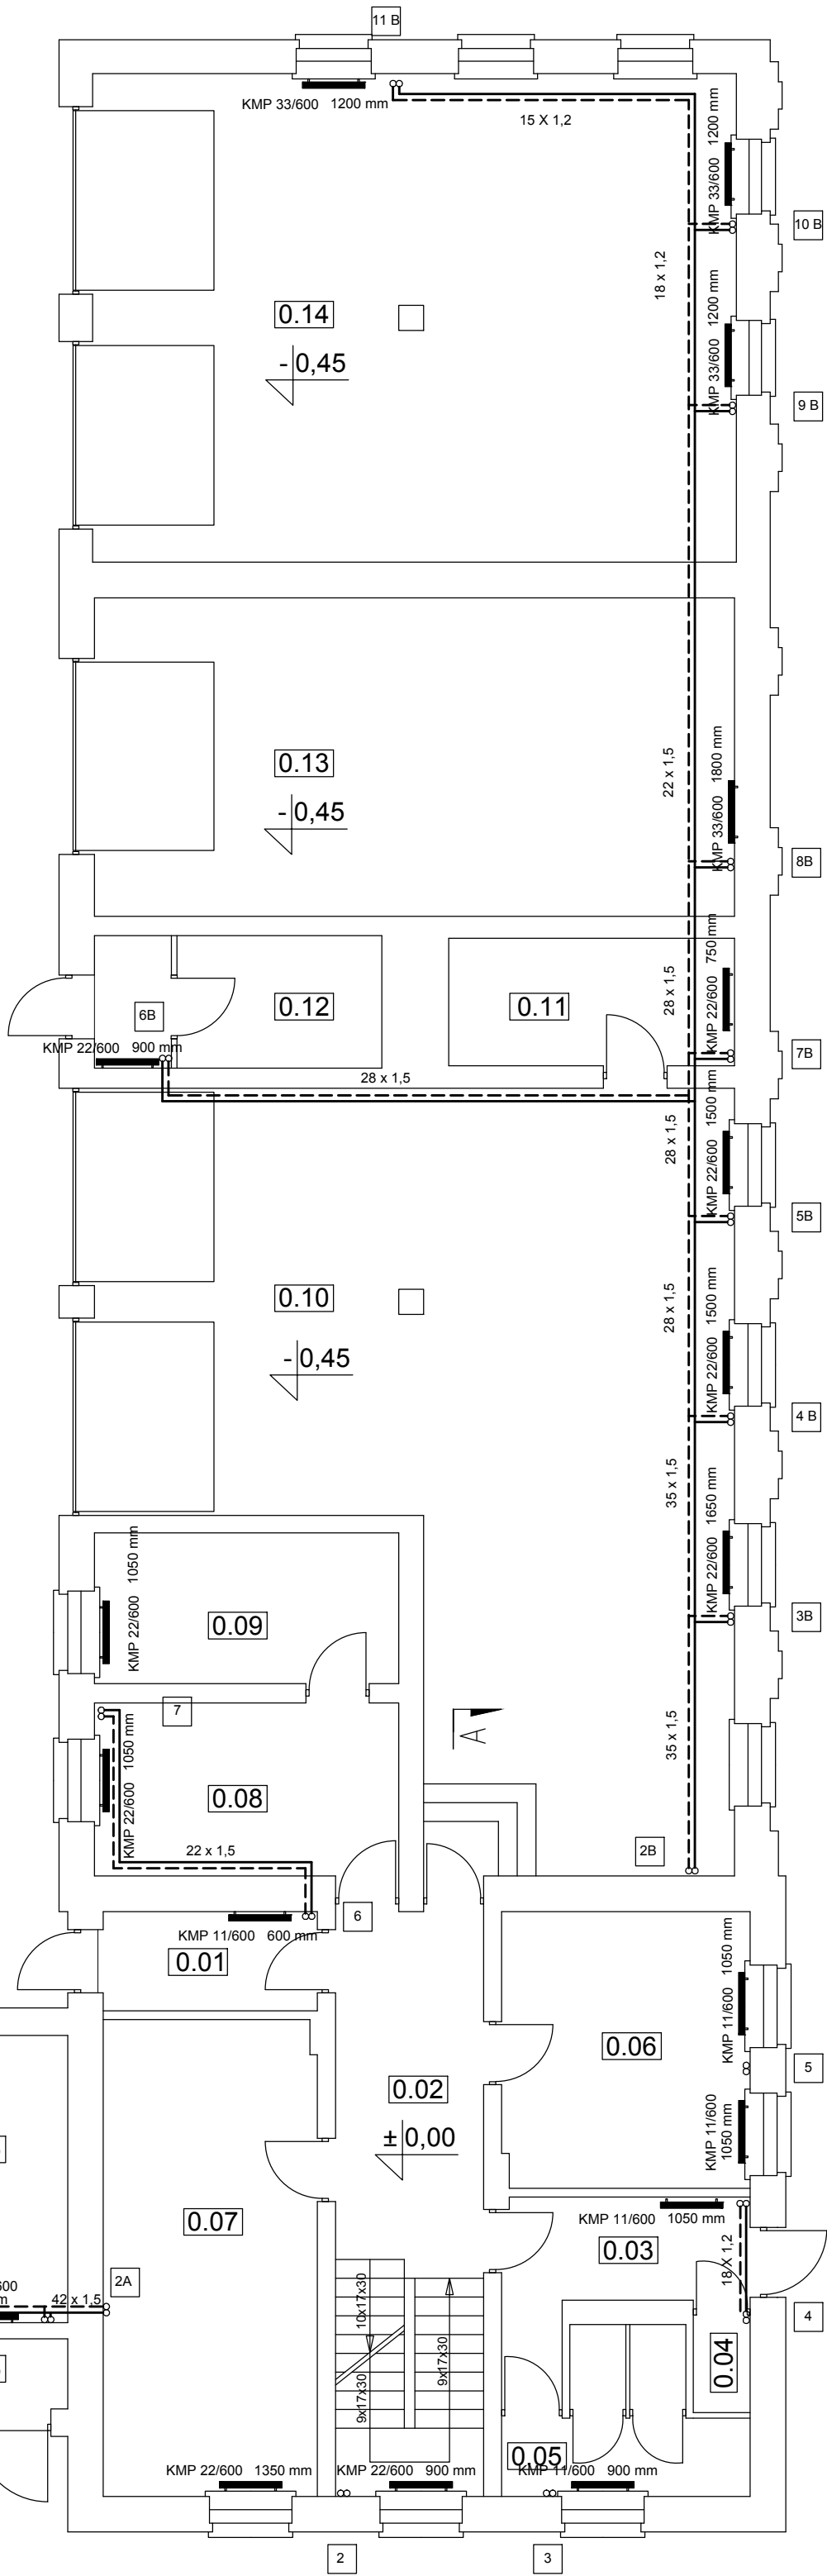 11 B
KMP 33/600 1200 mm
15 X 1,2
KMP 33/600 1200 mm
10 B
18 x 1,2
0.14
- 0,45
KMP 33/600 1200 mm
9 B
22 x 1,5
KMP 33/600 1800 mm
0.13
- 0,45
8B
28 x 1,5
KMP 22/600 750 mm
0.12
0.11
6B
KMP 22/600 900 mm
7B
28 x 1,5
28 x 1,5
KMP 22/600 1500 mm
5B
0.10
28 x 1,5
KMP 22/600 1500 mm
- 0,45
4 B
35 x 1,5
KMP 22/600 1650 mm
KMP 22/600 1050 mm
0.09
3B
7
35 x 1,5
A
KMP 22/600 1050 mm
0.08
22 x 1,5
2B
6
KMP 11/600 600 mm
0.01
KMP 11/600 1050 mm
0.06
5
0.02
± 0,00
KMP 11/600
1050 mm
0.07
KMP 11/600 1050 mm
0.03
18 X 1,2
2A
42 x 1,5
10x17x30
9x17x30
9x17x30
4
0.04
0.05
KMP 22/600 1350 mm
KMP 22/600 900 mm
KMP 11/600 900 mm
2
3